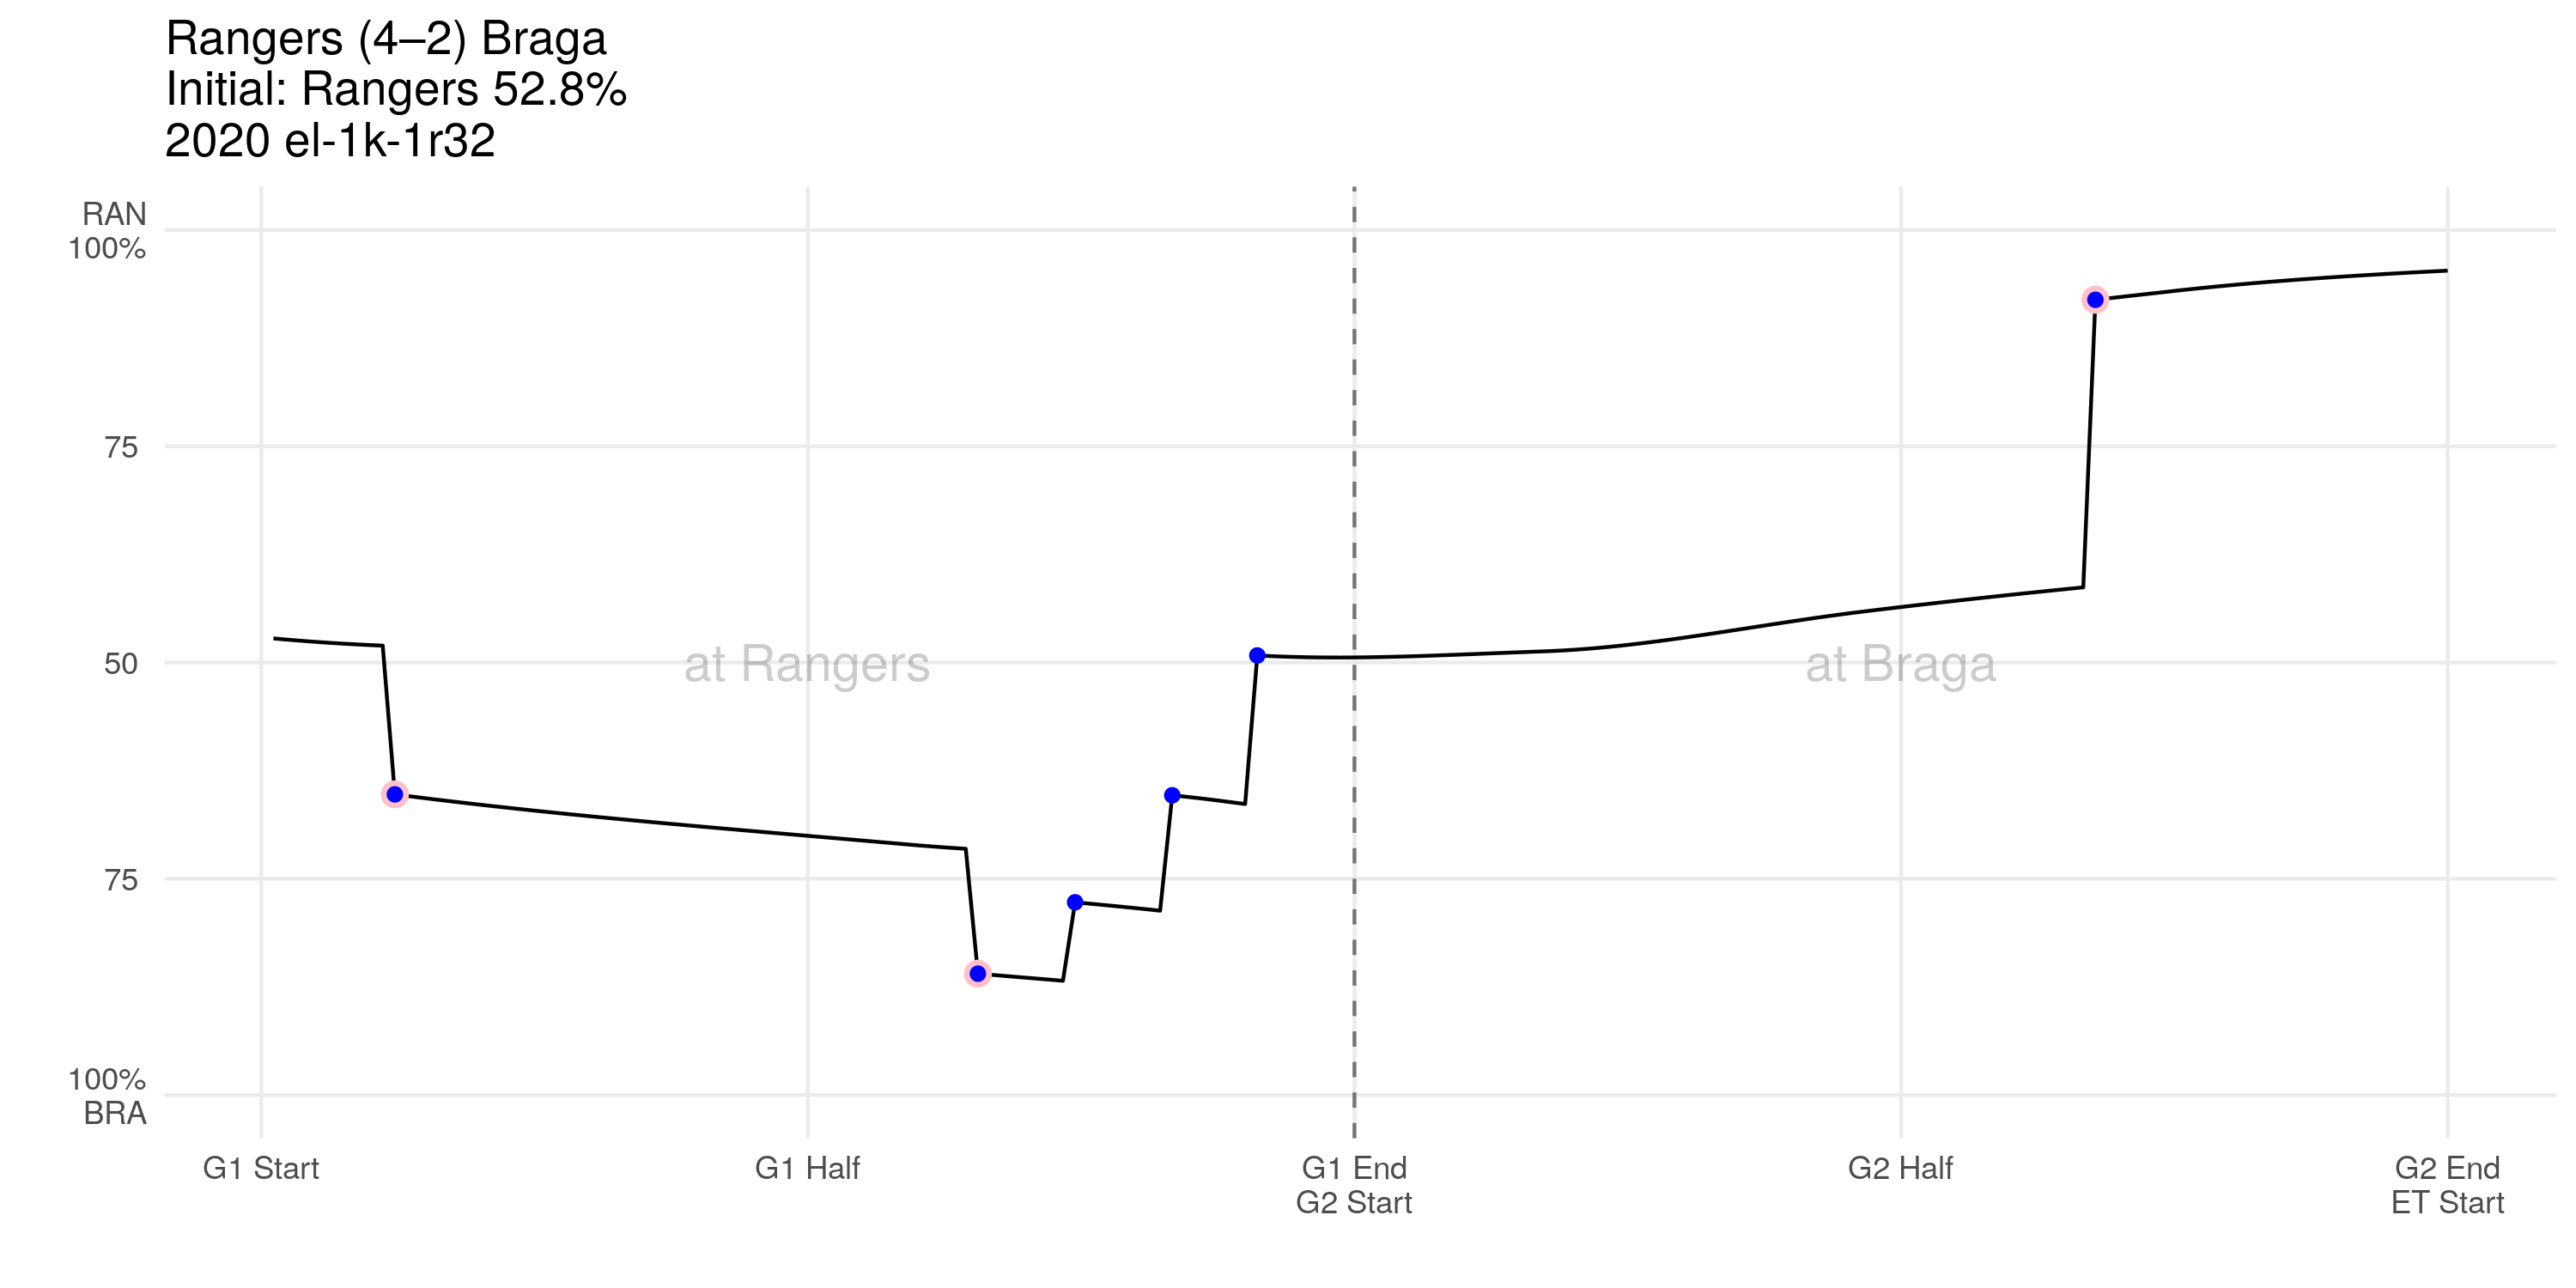 Rangers (4–2) Braga
Initial: Rangers 52.8%
2020 el-1k-1r32
RAN
100%
75
50
75
100%
BRA
at Rangers
at Braga
G1 Start
G1 Half
G1 End
G2 Start
G2 Half
G2 End
ET Start